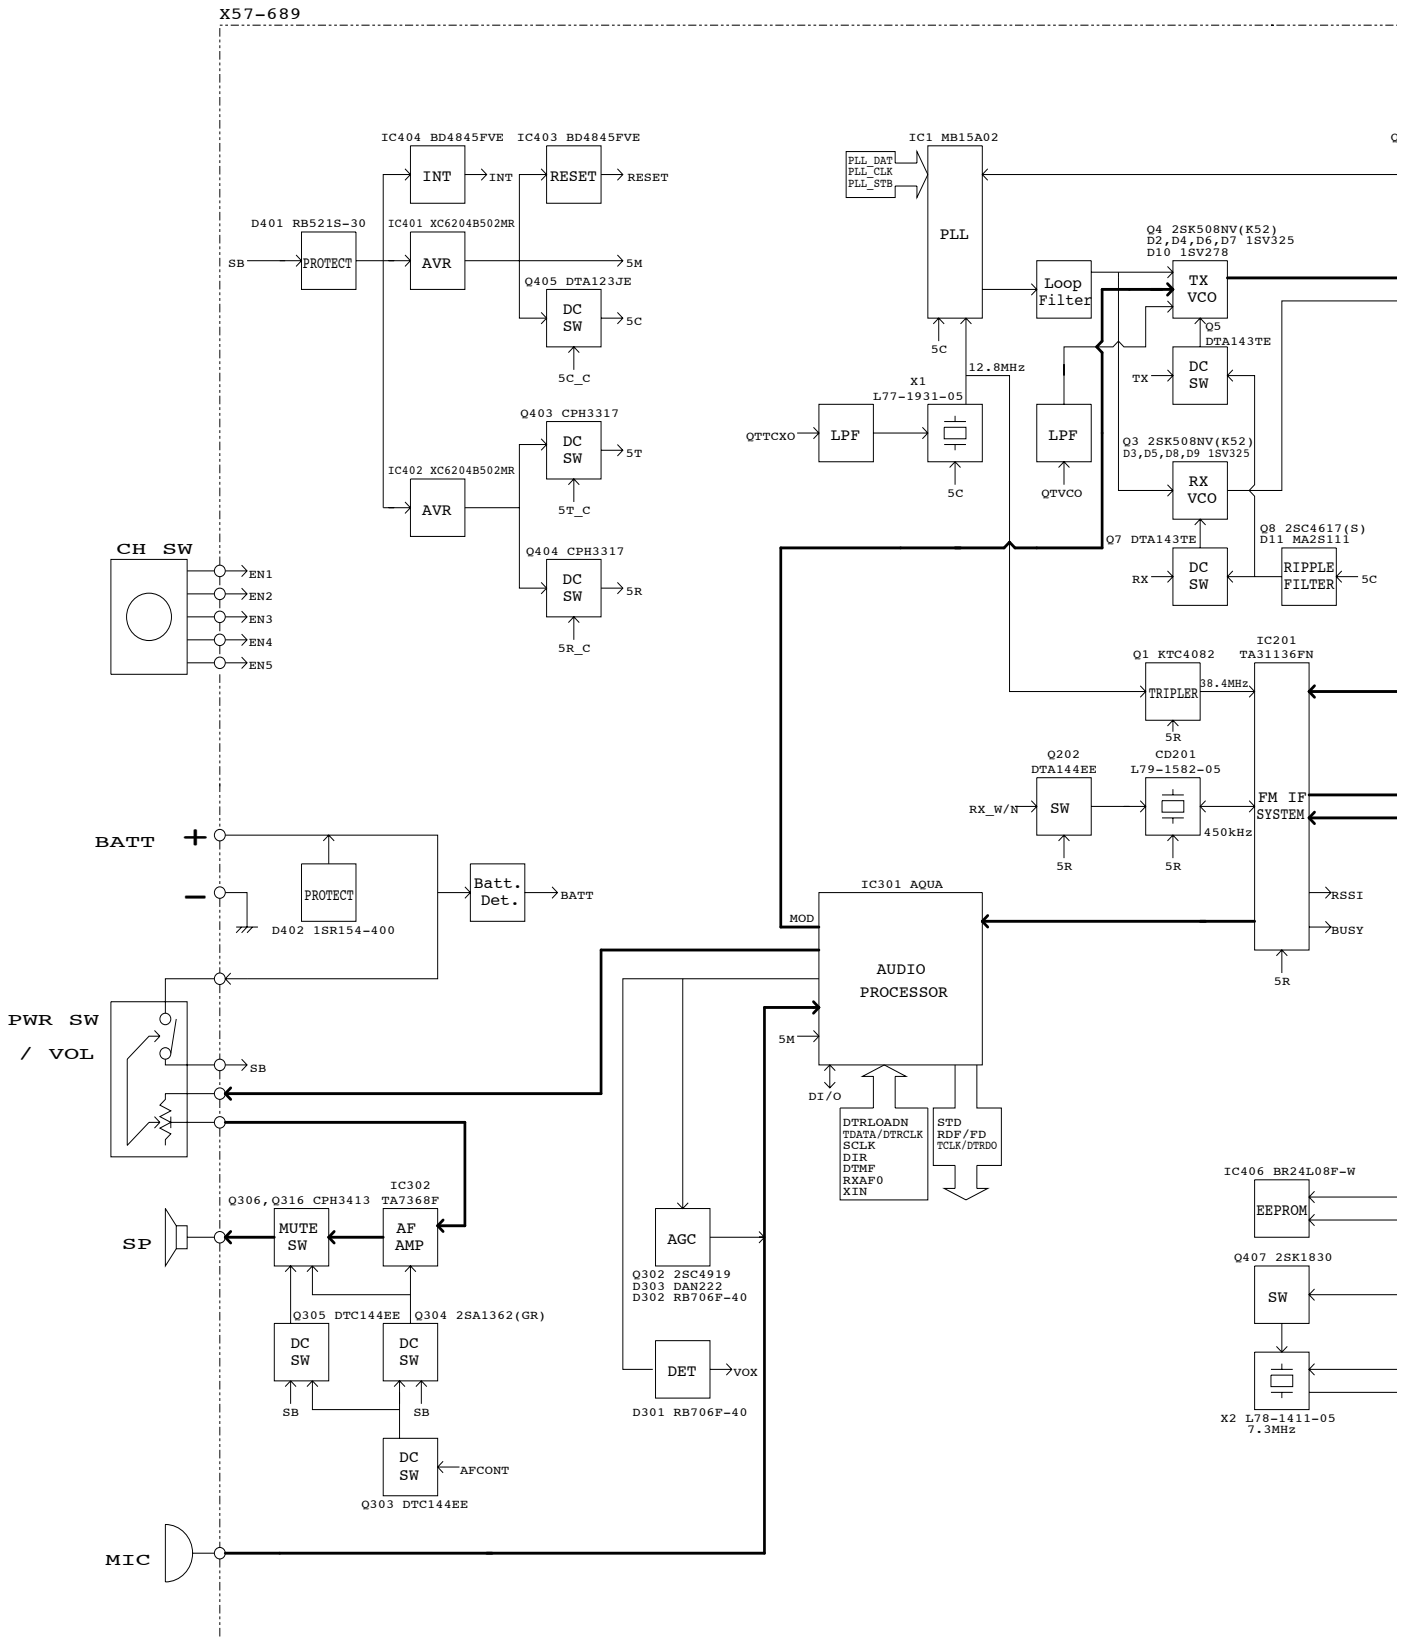 X57-689
IC404 BD4845FVE
INT
INT
IC403 BD4845FVE
RESET
RESET
D401 RB521S-30
SB
PROTECT
IC401 XC6204B502MR
AVR
5M
Q405 DTA123JE
DC
SW
5C
5C_C
Q403 CPH3317
DC
SW
5T
5T_C
IC402 XC6204B502MR
AVR
Q404 CPH3317
DC
SW
5R
5R_C
IC1 MB15A02
PLL_DAT
PLL_CLK
PLL_STB
PLL
5C
Loop
Filter
Q4 2SK508NV(K52)
D2,D4,D6,D7 1SV325
D10 1SV278
TX
VCO
Q5
DTA143TE
TX
DC
SW
12.8MHz
X1
L77-1931-05
QTTCXO
LPF
5C
LPF
QTVCO
Q3 2SK508NV(K52)
D3,D5,D8,D9 1SV325
RX
VCO
Q7 DTA143TE
RX
DC
SW
Q8 2SC4617(S)
D11 MA2S111
RIPPLE
FILTER
5C
CH SW
EN1
EN2
EN3
EN4
EN5
Q1 KTC4082
TRIPLER
38.4MHz
5R
IC201
TA31136FN
FM IF
SYSTEM
RSSI
BUSY
5R
Q202
DTA144EE
RX_W/N
SW
5R
CD201
L79-1582-05
450kHz
5R
BATT
+
−
PROTECT
D402 1SR154-400
Batt.
Det.
BATT
PWR SW
/ VOL
SB
IC301 AQUA
MOD
AUDIO
PROCESSOR
5M
DI/O
DTRLOADN
TDATA/DTRCLK
SCLK
DIR
DTMF
RXAFO
XIN
STD
RDF/FD
TCLK/DTRDO
SP
Q306,Q316 CPH3413
MUTE
SW
IC302
TA7368F
AF
AMP
Q305 DTC144EE
DC
SW
SB
Q304 2SA1362(GR)
DC
SW
SB
DC
SW
AFCONT
Q303 DTC144EE
AGC
Q302 2SC4919
D303 DAN222
D302 RB706F-40
DET
VOX
D301 RB706F-40
IC406 BR24L08F-W
EEPROM
Q407 2SK1830
SW
X2 L78-1411-05
7.3MHz
MIC